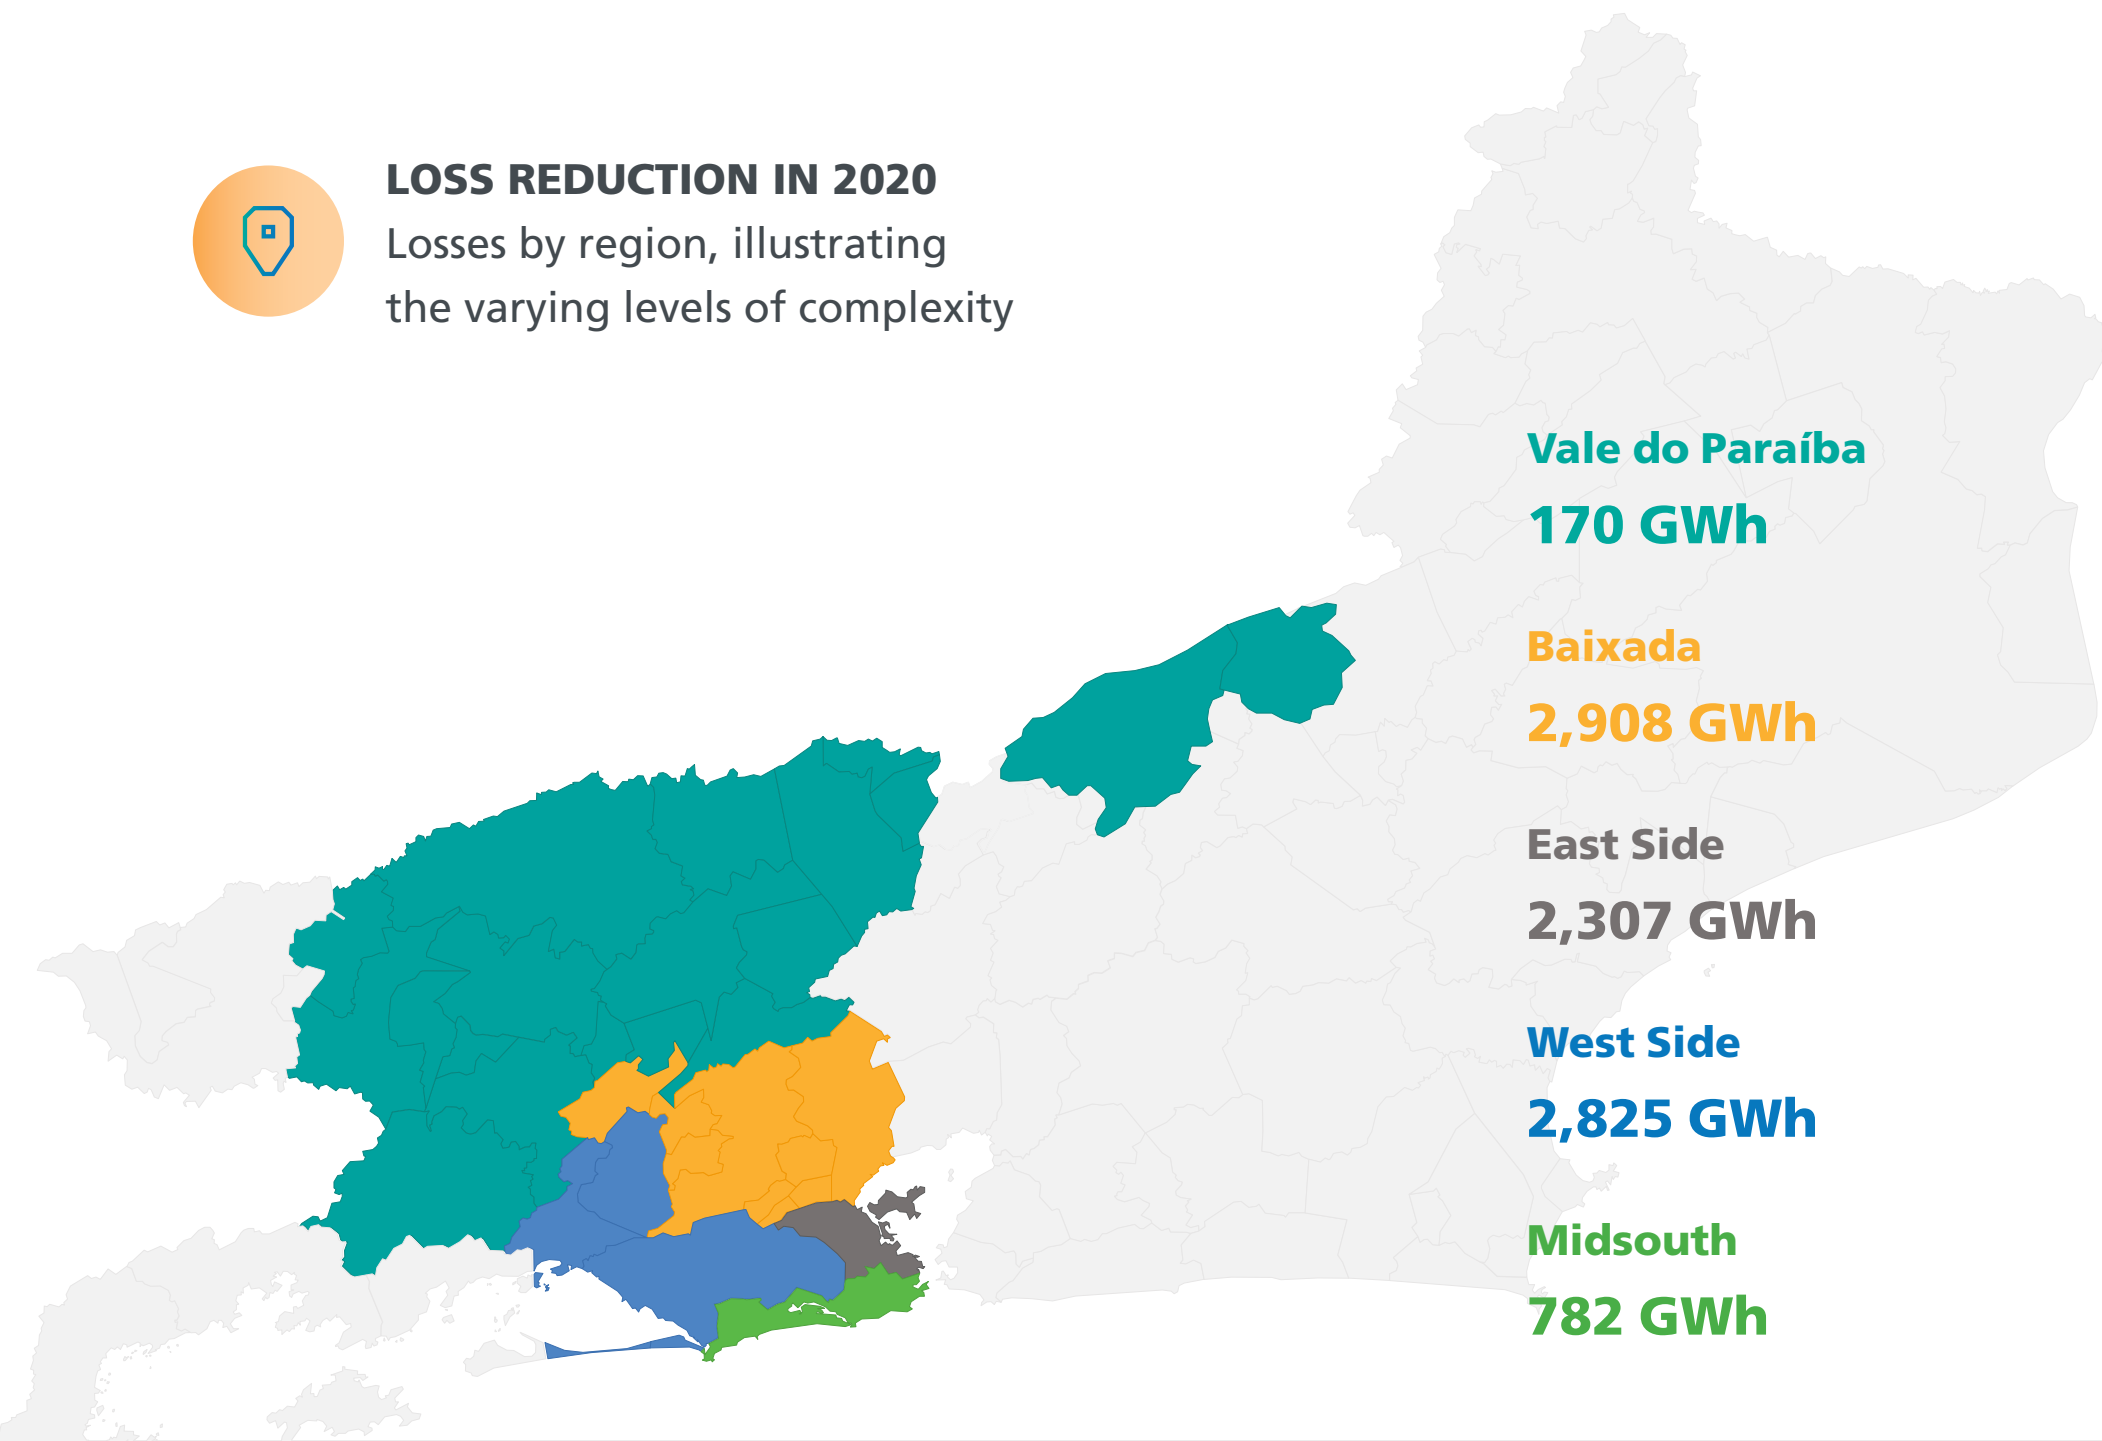 LOSS REDUCTION IN 2020
Losses by region, illustrating
the varying levels of complexity
Vale do Paraíba
170 GWh
Baixada
2,908 GWh
East Side
2,307 GWh
West Side
2,825 GWh
Midsouth
782 GWh